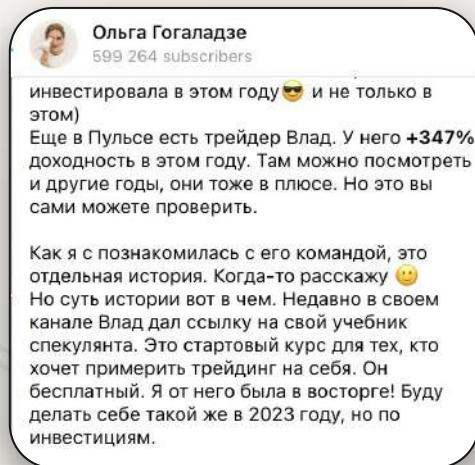 Ольга Гогаладзе
599 264 subscribers
инвестировала в этом году😎 и не только в
этом)
Еще в Пульсе есть трейдер Влад. У него +347%
доходность в этом году. Там можно посмотреть
и другие годы, они тоже в плюсе. Но это вы
сами можете проверить.
Как я с познакомилась с его командой, это
отдельная история. Когда-то расскажу 🙂
Но суть истории вот в чем. Недавно в своем
канале Влад дал ссылку на свой учебник
спекулянта. Это стартовый курс для тех, кто
хочет примерить трейдинг на себя. Он
бесплатный. Я от него была в восторге! Буду
делать себе такой же в 2023 году, но по
инвестициям.